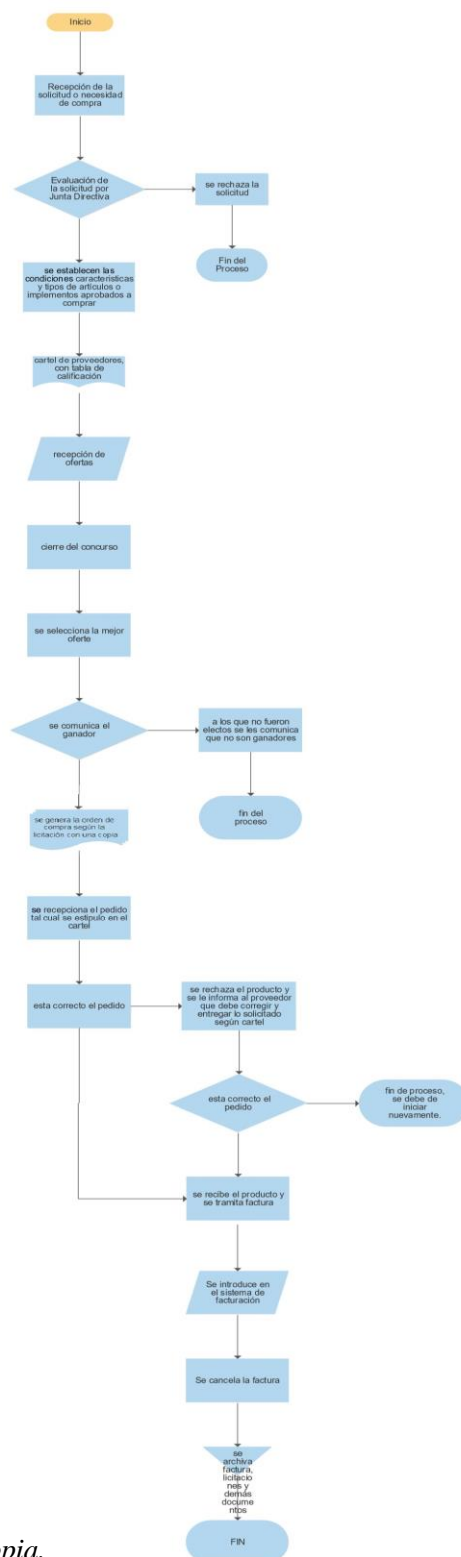 Inicio
Recepción de la
solicitud o necesidad
de compra
Evaluación de
la solicitud por
Junta Directiva
se rechaza la
solicitud
Fin del
Proceso
se establecen las
condiciones características
y tipos de artículos o
implementos aprobados a
comprar
cartel de proveedores,
con tabla de
calificación
recepción de
ofertas
cierre del concurso
se selecciona la mejor
oferte
se comunica el
ganador
a los que no fueron
electos se les comunica
que no son ganadores
fin del
proceso
se genera la orden de
compra según la
licitación con una copia
se recepciona el pedido
tal cual se estipulo en el
cartel
esta correcto el pedido
se rechaza el producto y
se le informa al proveedor
que debe corregir y
entregar lo solicitado
según cartel
esta correcto el
pedido
fin de proceso,
se debe de
iniciar
nuevamente.
se recibe el producto y
se tramita factura
Se introduce en
el sistema de
facturación
Se cancela la factura
se
archiva
factura,
licitacio
nes y
demás
docume
ntos
FIN
opia.